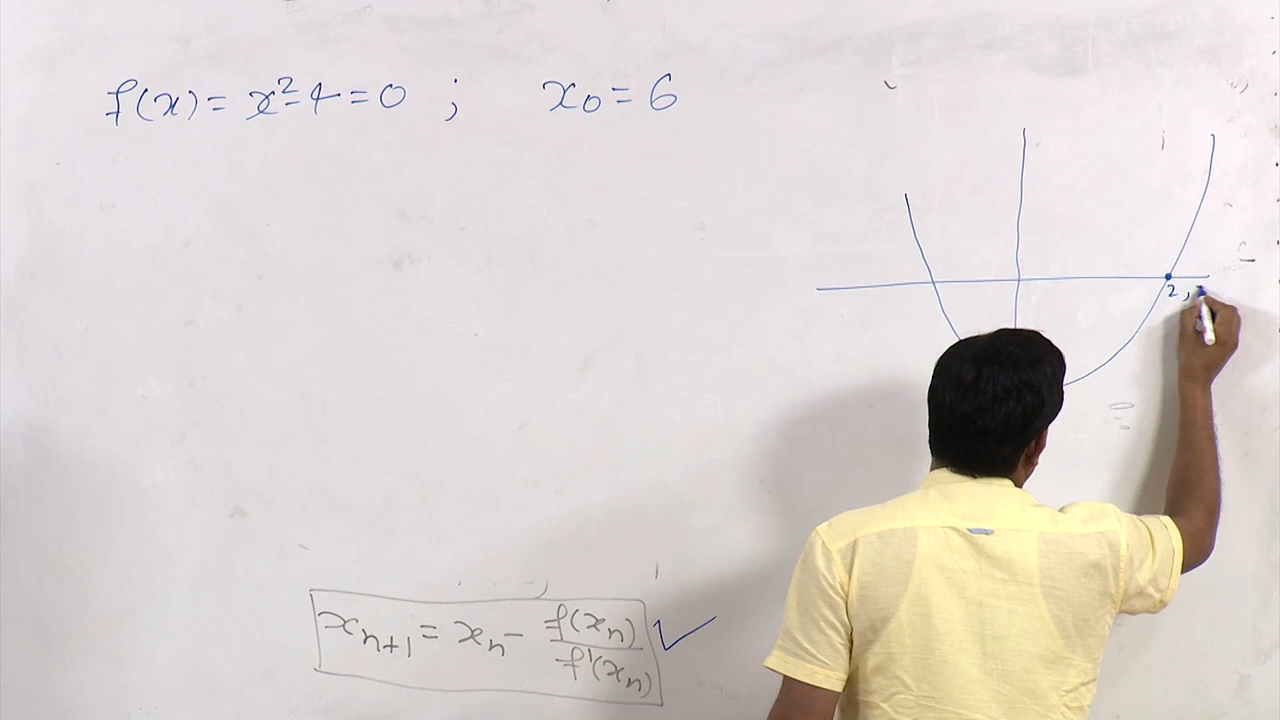 f(x) = x² - 4 = 0 ; x₀ = 6
2 ,
xₙ₊₁ = xₙ - f(xₙ) / f'(xₙ) ✓